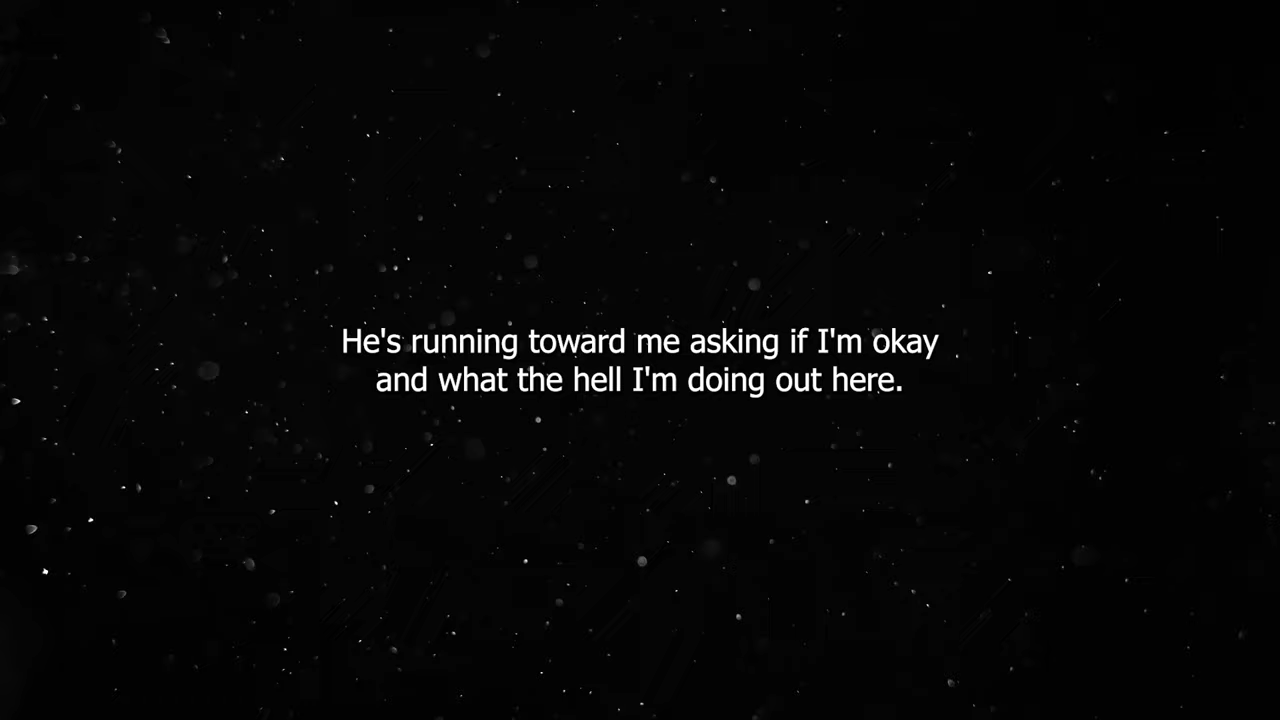 He's running toward me asking if I'm okay
and what the hell I'm doing out here.